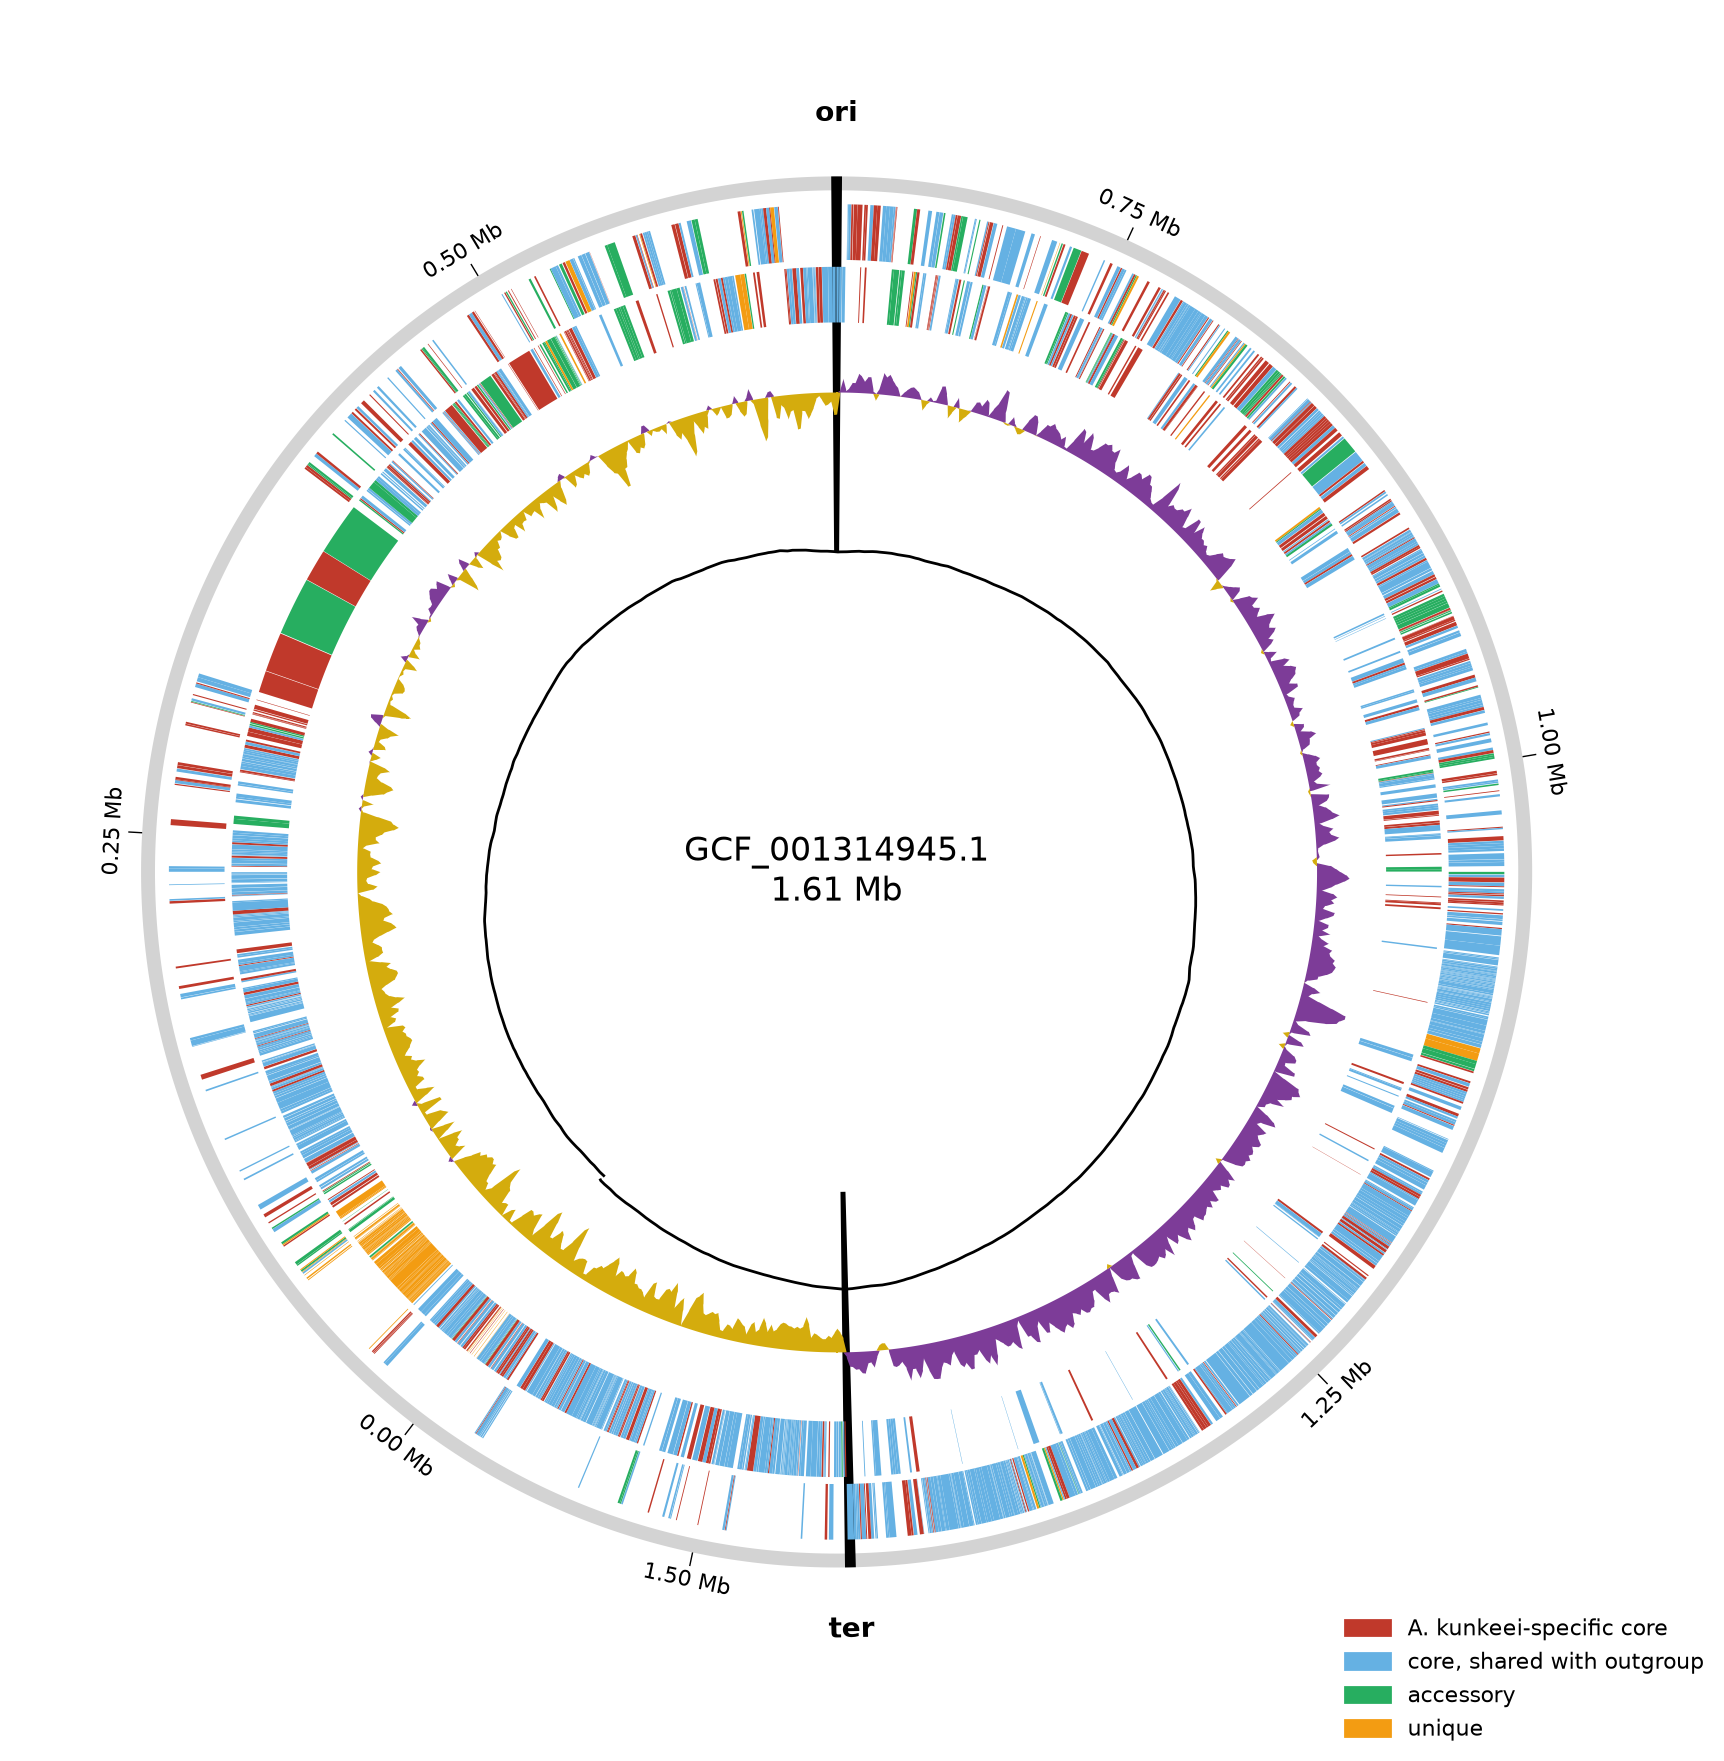 ori
0.75 Mb
0.50 Mb
1.00 Mb
0.25 Mb
GCF_001314945.1
1.61 Mb
1.25 Mb
0.00 Mb
1.50 Mb
ter
A. kunkeei-specific core
core, shared with outgroup
accessory
unique